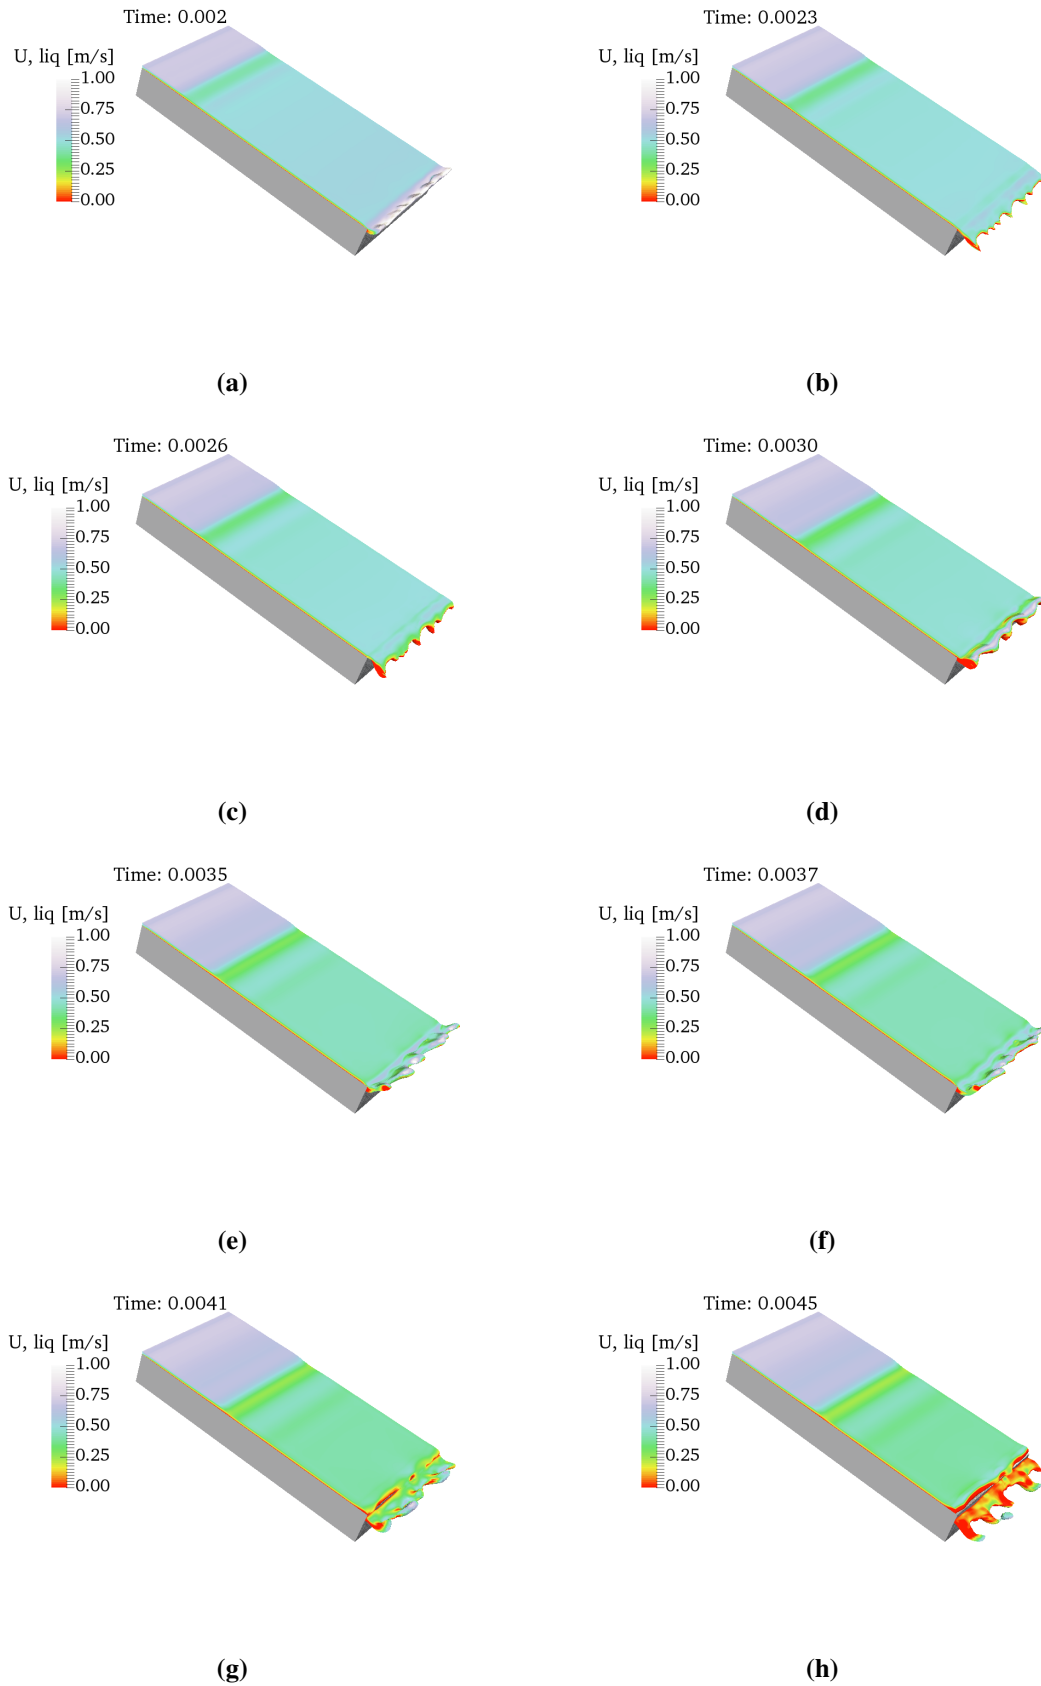 Time: 0.002
U, liq [m/s]
1.00
0.75
0.50
0.25
0.00
(a)
Time: 0.0023
U, liq [m/s]
1.00
0.75
0.50
0.25
0.00
(b)
Time: 0.0026
U, liq [m/s]
1.00
0.75
0.50
0.25
0.00
(c)
Time: 0.0030
U, liq [m/s]
1.00
0.75
0.50
0.25
0.00
(d)
Time: 0.0035
U, liq [m/s]
1.00
0.75
0.50
0.25
0.00
(e)
Time: 0.0037
U, liq [m/s]
1.00
0.75
0.50
0.25
0.00
(f)
Time: 0.0041
U, liq [m/s]
1.00
0.75
0.50
0.25
0.00
(g)
Time: 0.0045
U, liq [m/s]
1.00
0.75
0.50
0.25
0.00
(h)